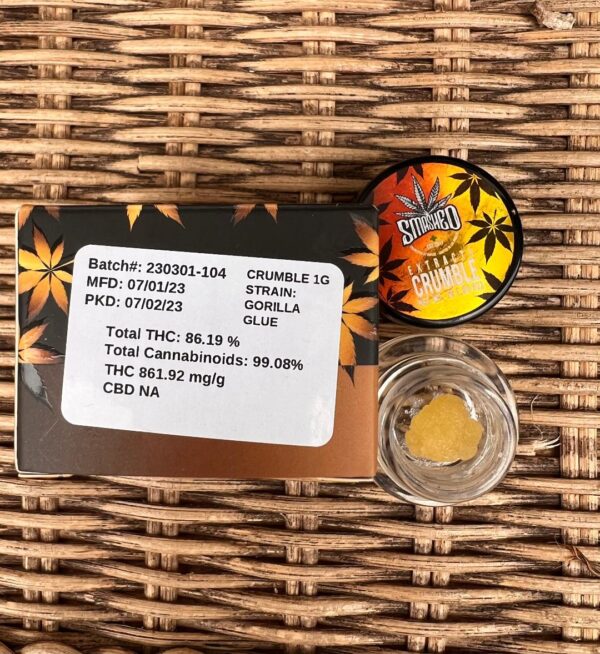 Batch#: 230301-104
MFD: 07/01/23
PKD: 07/02/23
CRUMBLE 1G
STRAIN:
GORILLA
GLUE
Total THC: 86.19 %
Total Cannabinoids: 99.08%
THC 861.92 mg/g
CBD NA
SMASHED
EXTRACT
CRUMBLE